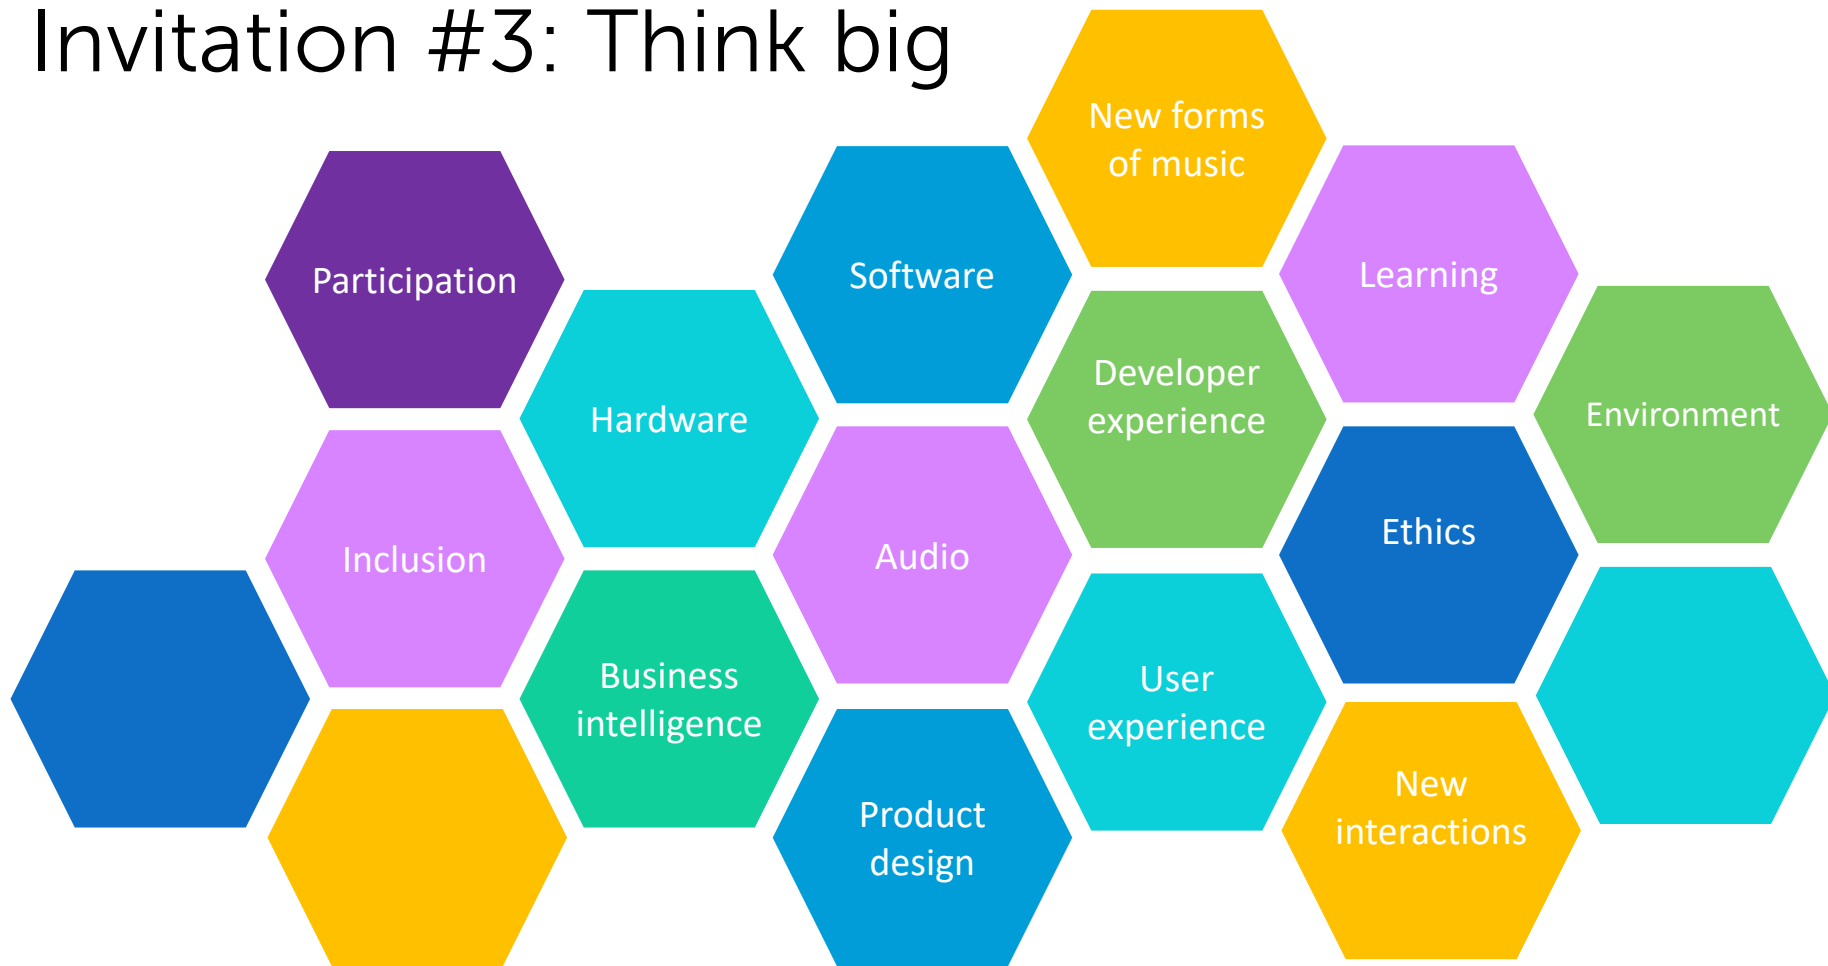 Invitation #3: Think big
New forms
of music
Participation
Software
Learning
Hardware
Developer
experience
Environment
Inclusion
Audio
Ethics
Business
intelligence
User
experience
Product
design
New
interactions